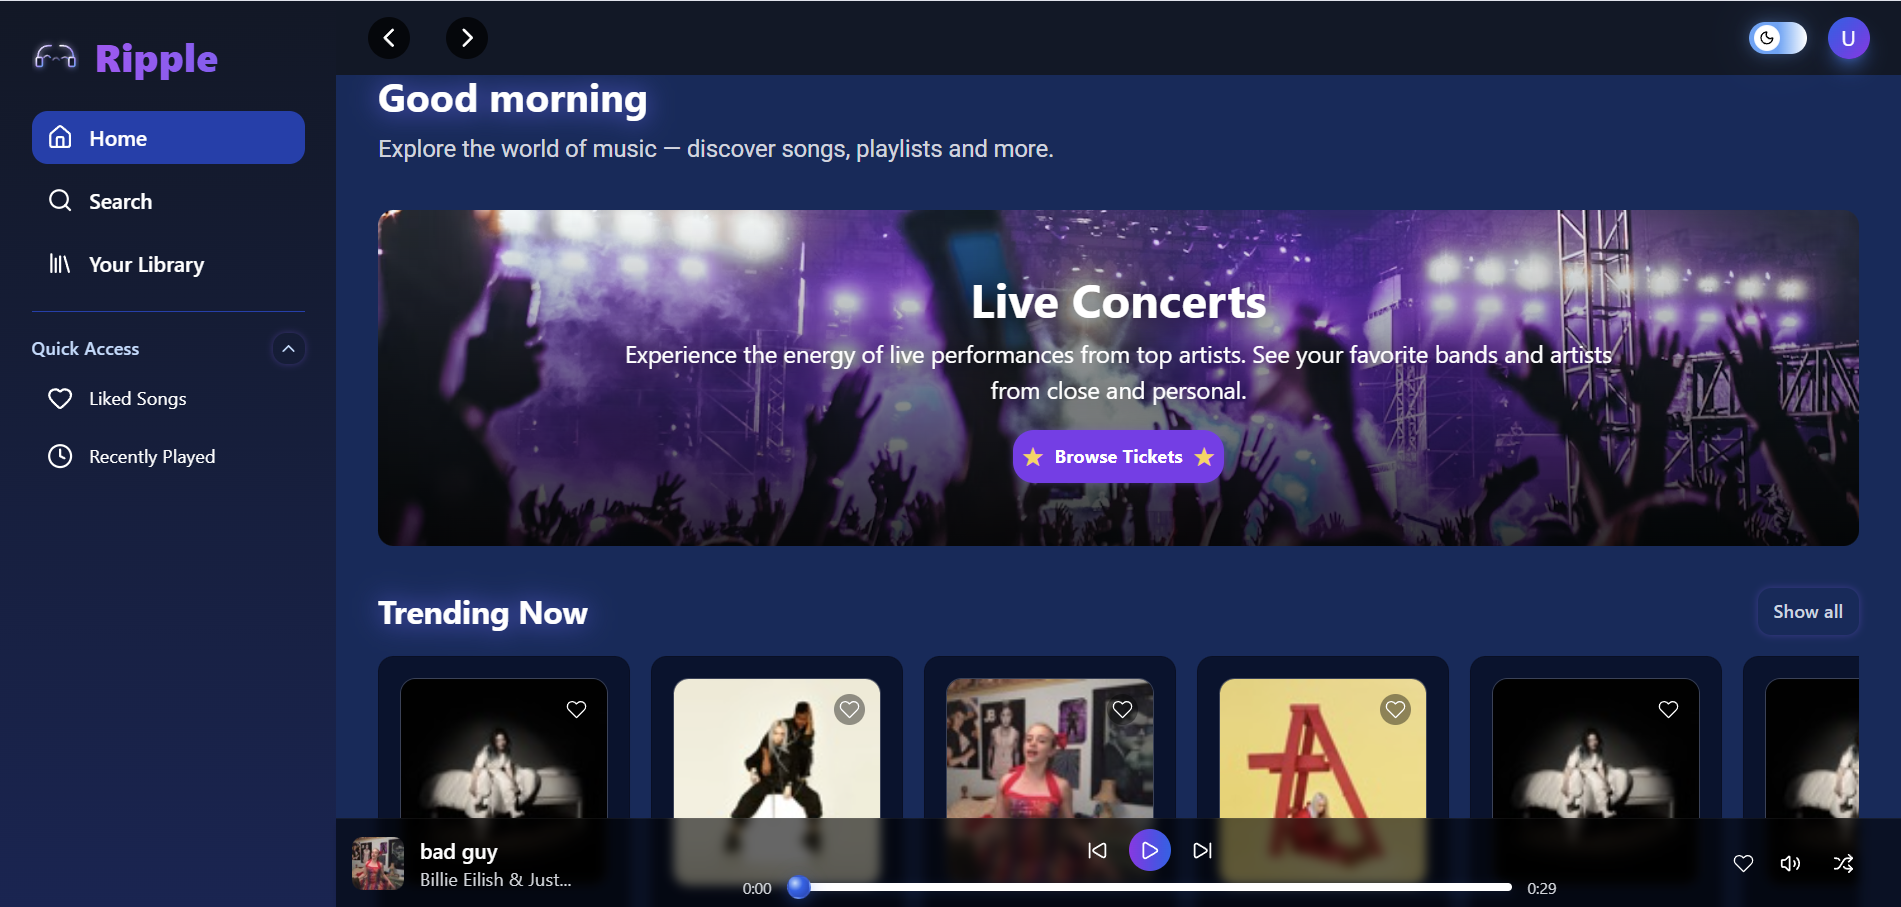 Ripple
Home
Search
Your Library
Quick Access
Liked Songs
Recently Played
U
Good morning
Explore the world of music — discover songs, playlists and more.
Live Concerts
Experience the energy of live performances from top artists. See your favorite bands and artists
from close and personal.
Browse Tickets
Trending Now
Show all
bad guy
Billie Eilish & Just...
0:00
0:29